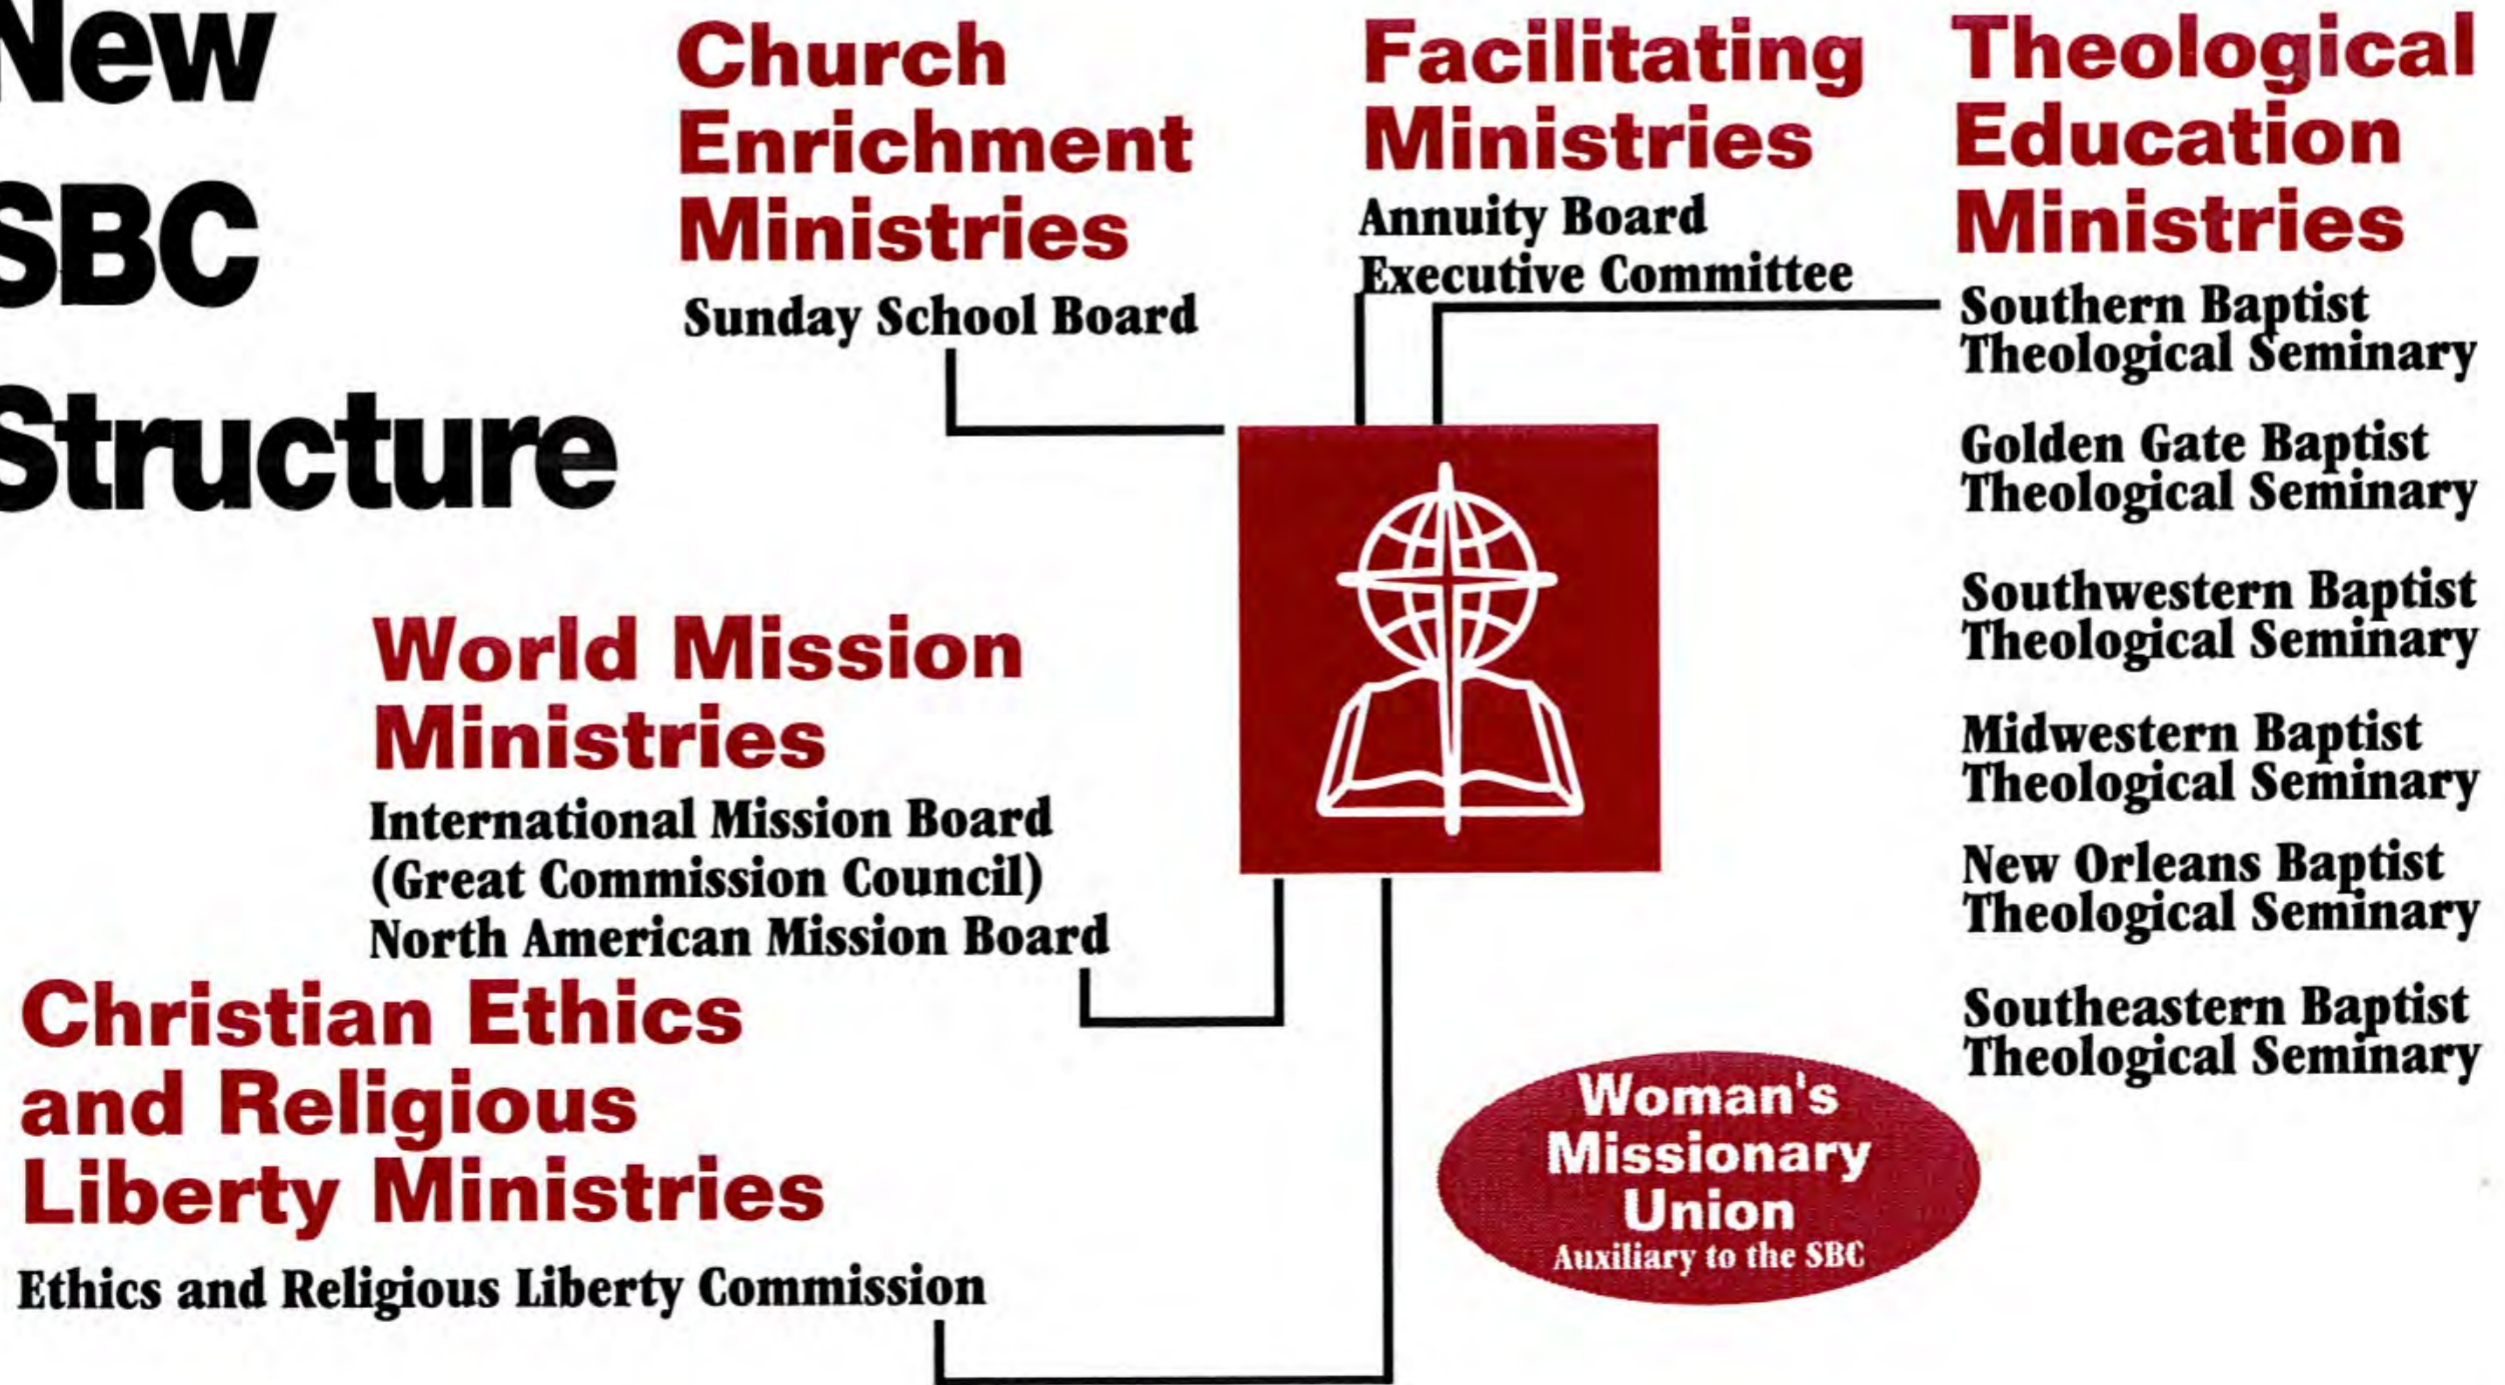 New
SBC
Structure
Church
Enrichment
Ministries
Sunday School Board
Facilitating
Ministries
Annuity Board
Executive Committee
Theological
Education
Ministries
Southern Baptist
Theological Seminary
Golden Gate Baptist
Theological Seminary
Southwestern Baptist
Theological Seminary
Midwestern Baptist
Theological Seminary
New Orleans Baptist
Theological Seminary
Southeastern Baptist
Theological Seminary
World Mission
Ministries
International Mission Board
(Great Commission Council)
North American Mission Board
Christian Ethics
and Religious
Liberty Ministries
Ethics and Religious Liberty Commission
Woman's
Missionary
Union
Auxiliary to the SBC